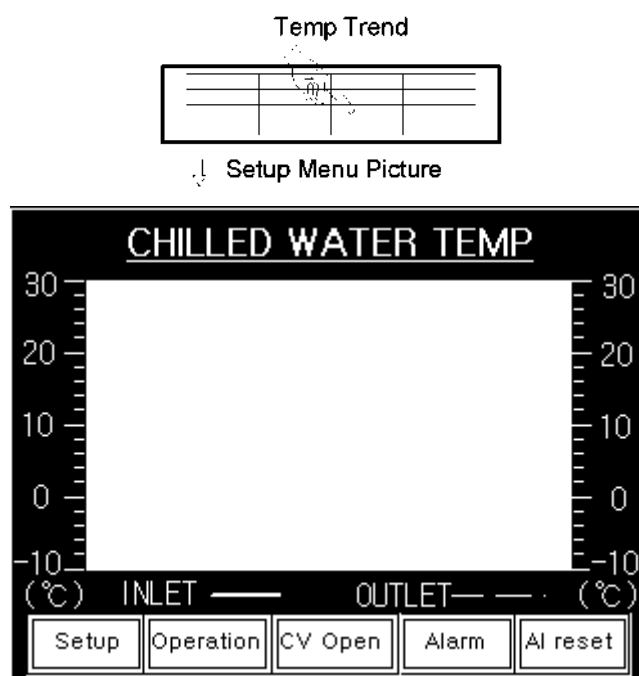 Temp Trend
Setup Menu Picture
CHILLED WATER TEMP
30 30
20 20
10 10
0 0
-10 -10
(℃) INLET OUTLET (℃)
Setup Operation CV Open Alarm Al reset